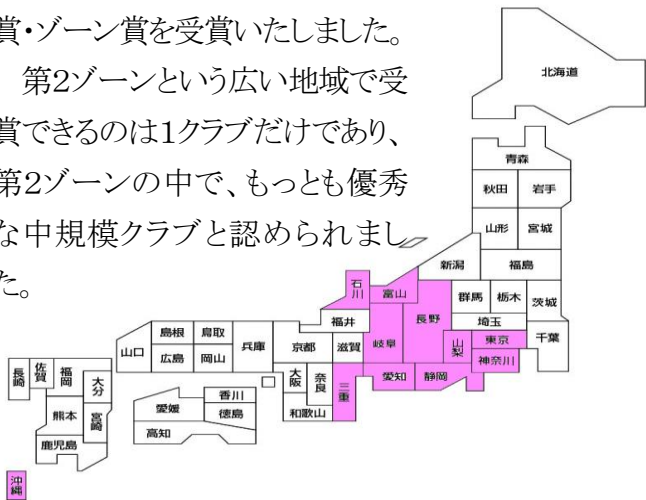 賞・ゾーン賞を受賞いたしました。
第2ゾーンという広い地域で受
賞できるのは1クラブだけであり、
第2ゾーンの中で、もっとも優秀
な中規模クラブと認められまし
た。
北海道
青森
秋田
岩手
山形
宮城
新潟
福島
石川
富山
群馬
栃木
茨城
長野
福井
埼玉
島根
鳥取
兵庫
京都
滋賀
岐阜
山梨
東京
千葉
山口
広島
岡山
神奈川
長崎
佐賀
福岡
大分
大阪
奈良
三重
愛知
静岡
愛媛
香川
徳島
和歌山
熊本
宮崎
高知
鹿児島
沖縄